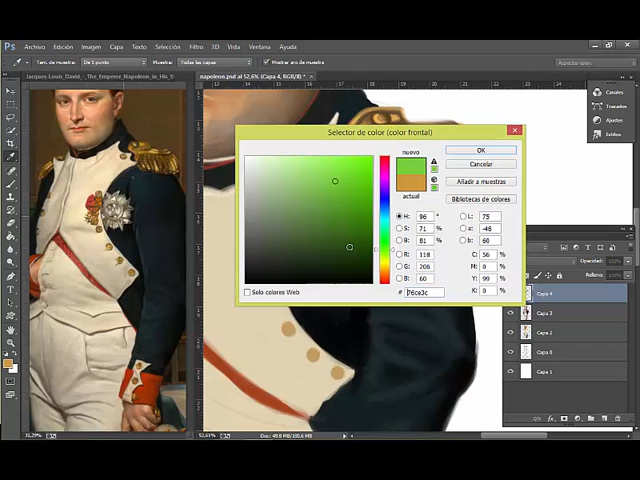 Ps
Archivo Edición Imagen Capa Texto Selección Filtro 3D Vista Ventana Ayuda
Tam. de muestra: De 1 punto Muestra: Todas las capas Mostrar aro de muestra
Jacques-Louis_David_-_The_Emperor_Napoleon_in_His_S
napoleon.psd al 52,6% (Capa 4, RGB/8) *
Canales
Trazados
Ajustes
Estilos
Selector de color (color frontal)
nuevo
actual
OK
Cancelar
Añadir a muestras
Bibliotecas de colores
H: 96 °
S: 71 %
B: 81 %
R: 118
G: 206
B: 60
# 76ce3c
L: 75
a: -46
b: 60
C: 56 %
M: 0 %
Y: 99 %
K: 0 %
Solo colores Web
Opacidad:
Relleno:
Capa 4
Capa 3
Capa 2
Capa 0
Capa 1
52,61% Doc: 49,8 MB/100,6 MB